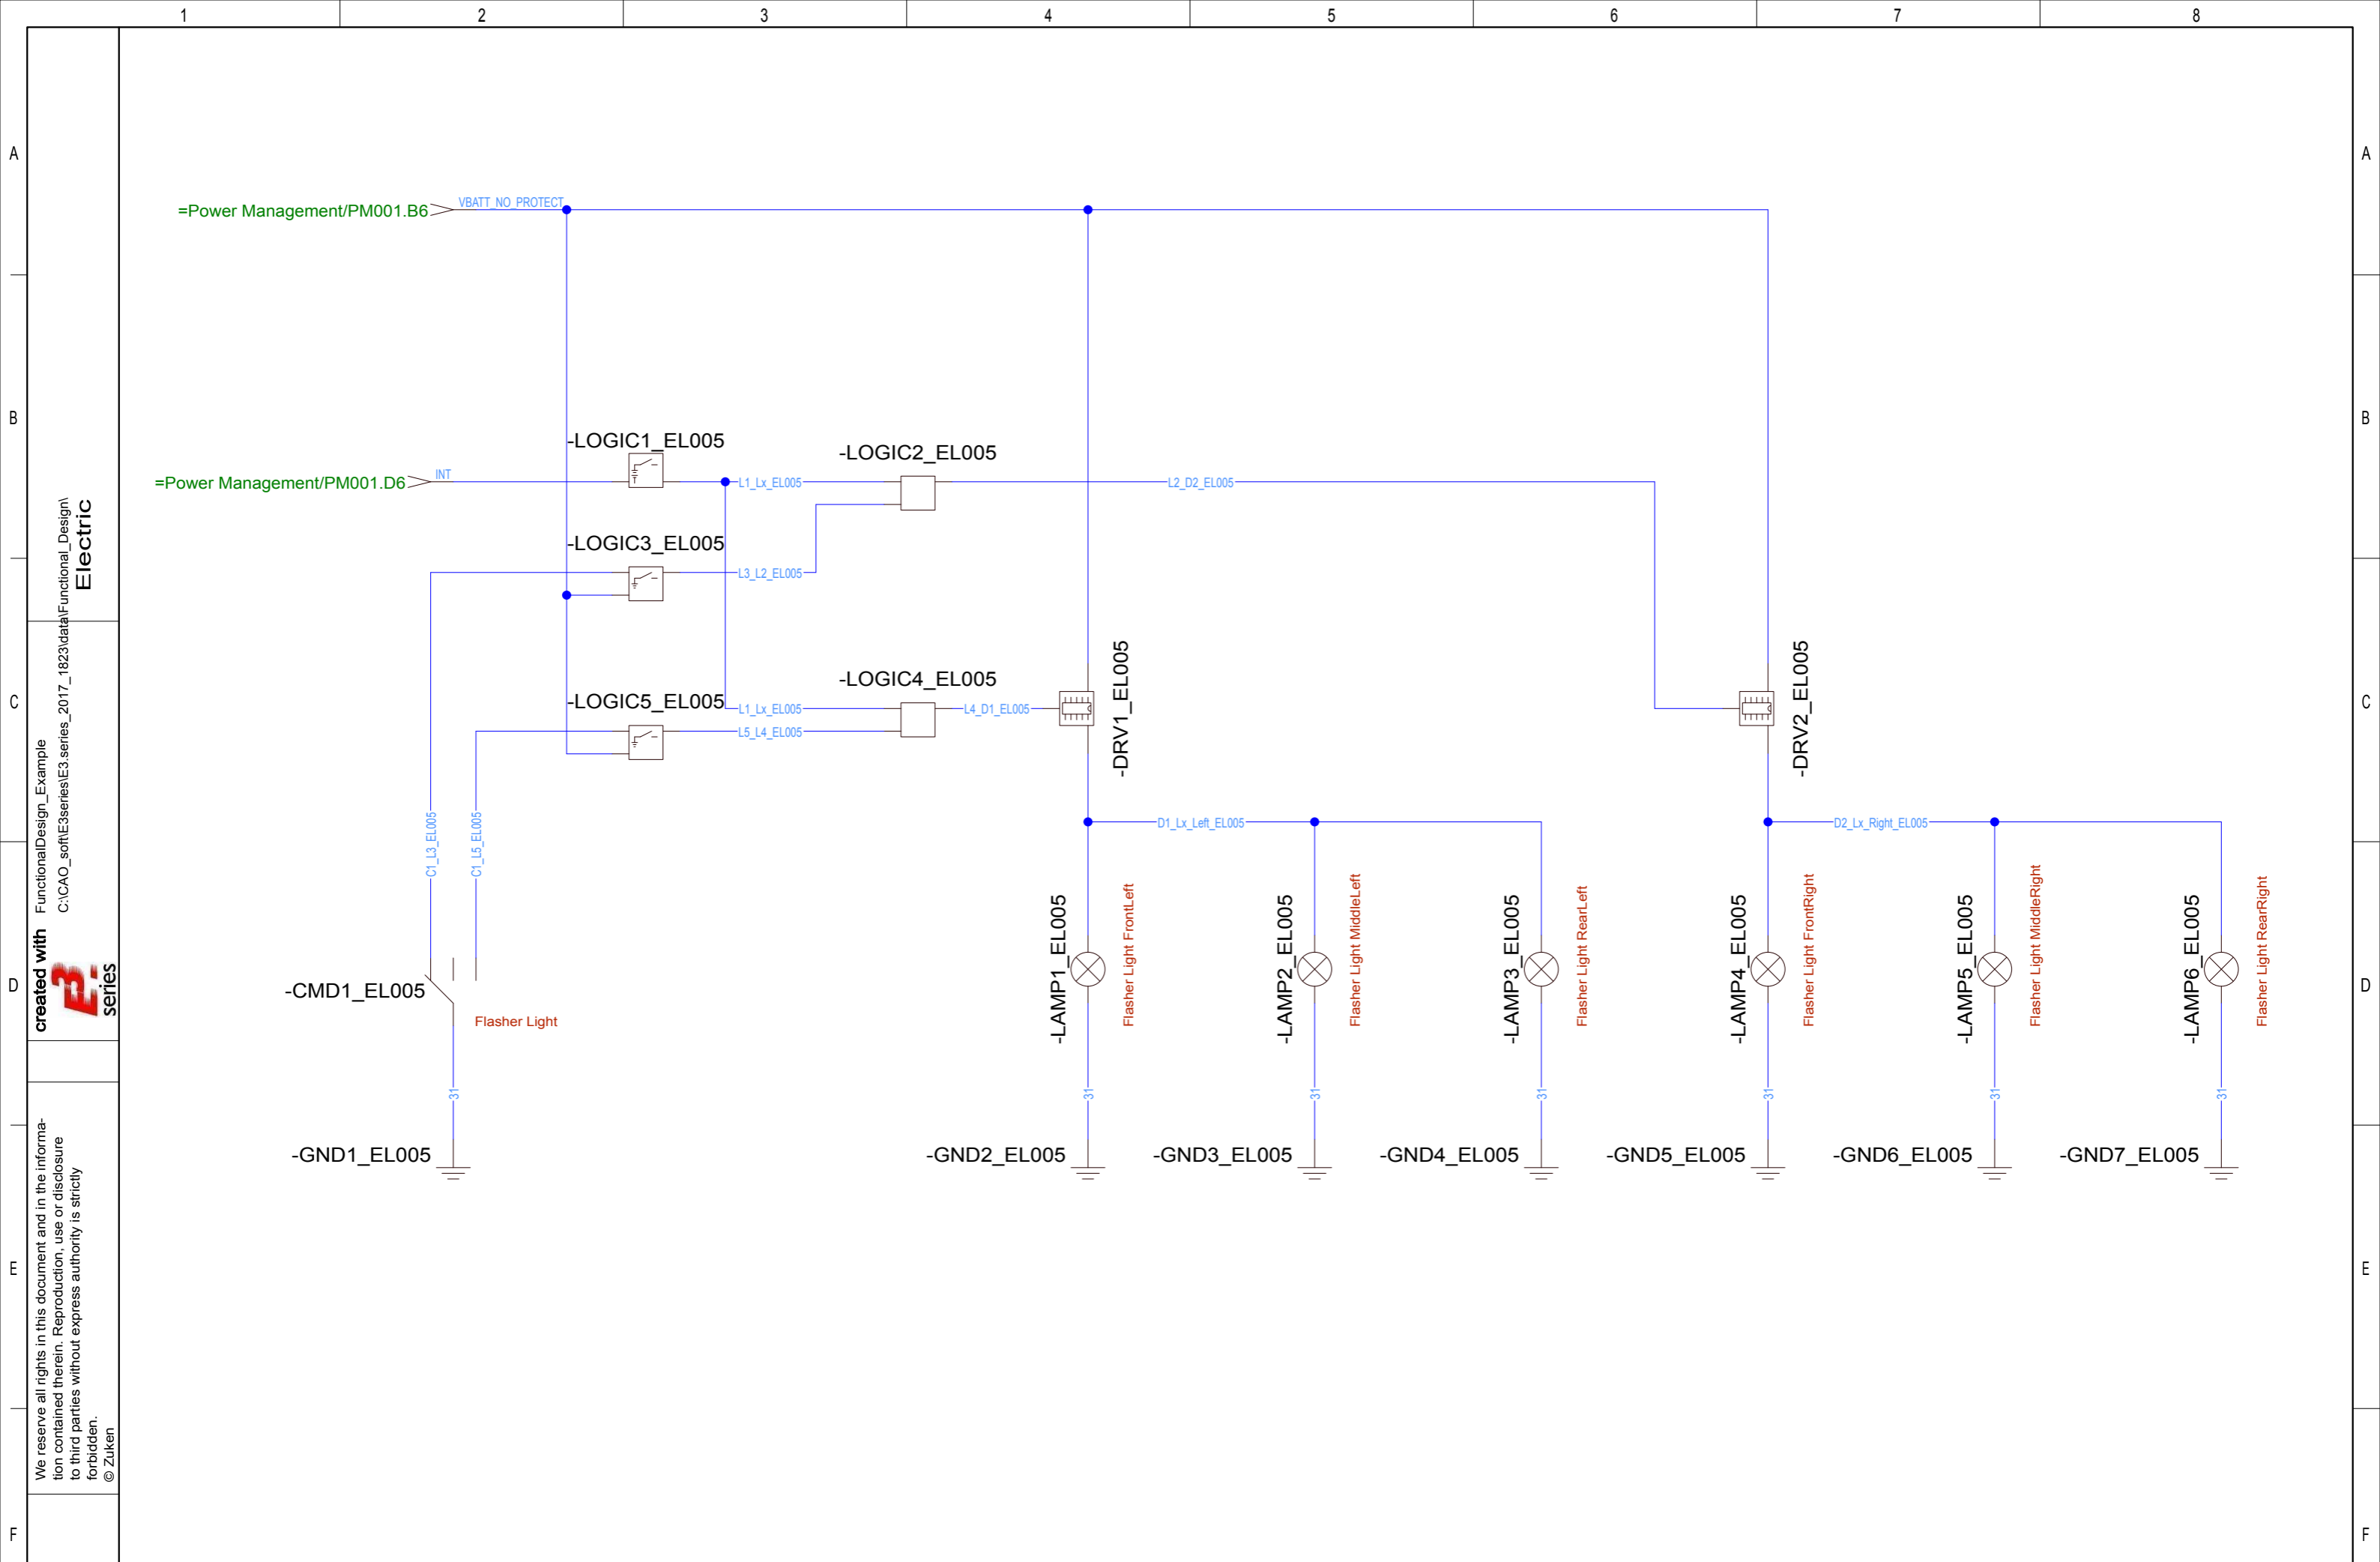 1 2 3 4 5 6 7 8
A A
=Power Management/PM001.B6 VBATT_NO_PROTECT
B B
-LOGIC1_EL005
-LOGIC2_EL005
=Power Management/PM001.D6 INT L1_Lx_EL005 L2_D2_EL005
-LOGIC3_EL005
L3_L2_EL005
C C
-LOGIC5_EL005
-LOGIC4_EL005
L1_Lx_EL005 L4_D1_EL005
L5_L4_EL005
-DRV1_EL005
-DRV2_EL005
C1_L3_EL005
C1_L5_EL005
D1_Lx_Left_EL005
D2_Lx_Right_EL005
D D
-CMD1_EL005
Flasher Light
-LAMP1_EL005
Flasher Light FrontLeft
-LAMP2_EL005
Flasher Light MiddleLeft
-LAMP3_EL005
Flasher Light RearLeft
-LAMP4_EL005
Flasher Light FrontRight
-LAMP5_EL005
Flasher Light MiddleRight
-LAMP6_EL005
Flasher Light RearRight
31 31 31 31 31 31 31
-GND1_EL005 -GND2_EL005 -GND3_EL005 -GND4_EL005 -GND5_EL005 -GND6_EL005 -GND7_EL005
E E
F F
Electric
FunctionalDesign_Example
C:\CAO_soft\E3series\E3.series_2017_1823\data\Functional_Design\
created with
E3.
series
We reserve all rights in this document and in the informa-
tion contained therein. Reproduction, use or disclosure
to third parties without express authority is strictly
forbidden.
© Zuken